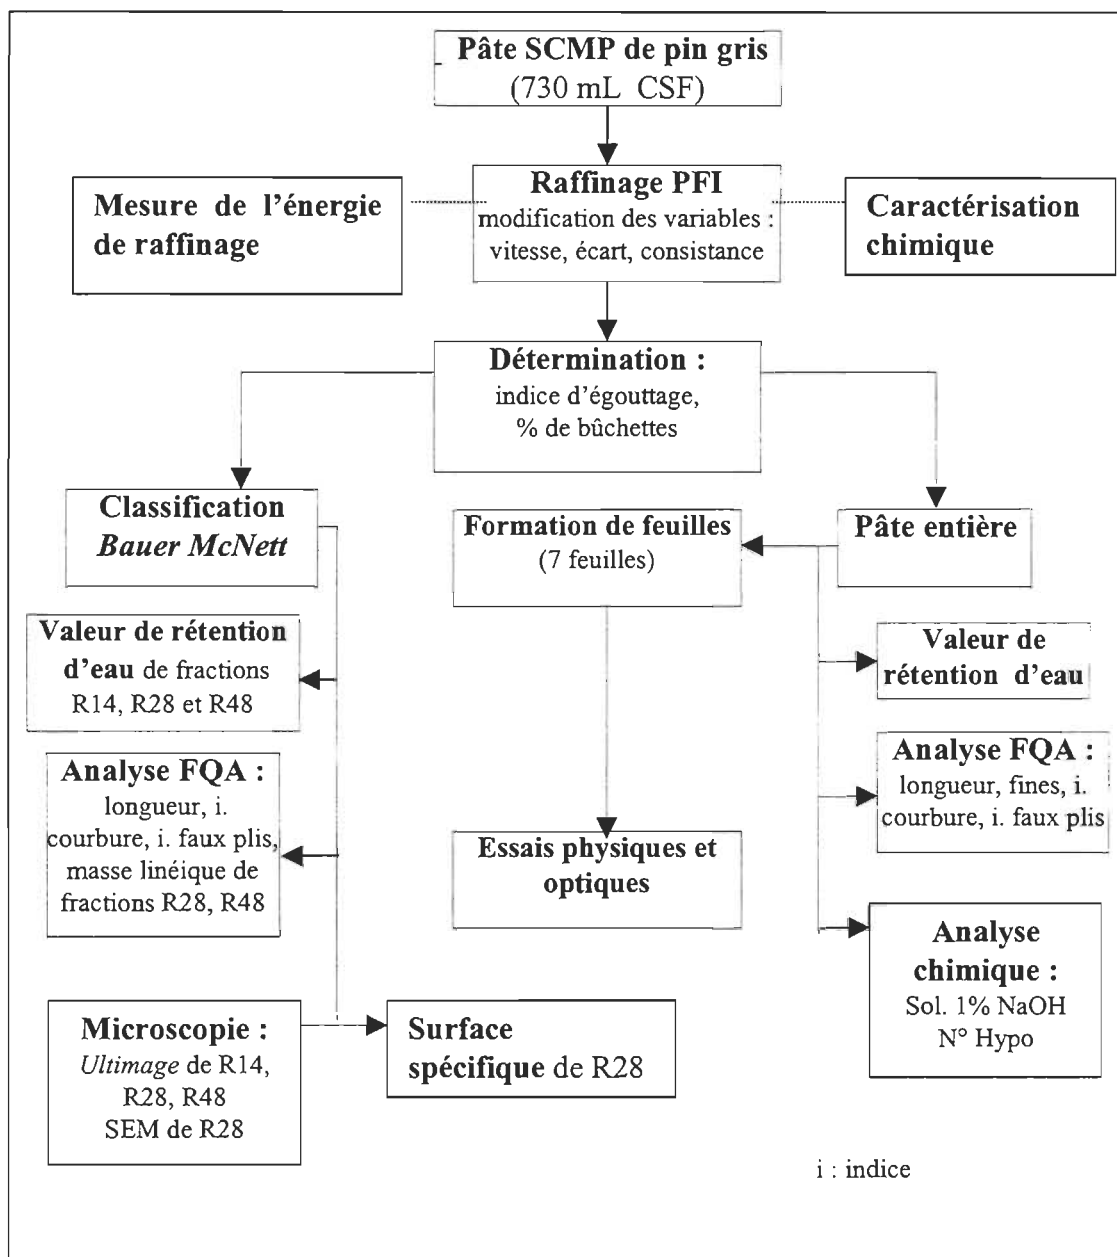 Pâte SCMP de pin gris
(730 mL CSF)
Raffinage PFI
modification des variables :
vitesse, écart, consistance
Mesure de l'énergie
de raffinage
Caractérisation
chimique
Détermination :
indice d'égouttage,
% de bûchettes
Classification
Bauer McNett
Formation de feuilles
(7 feuilles)
Pâte entière
Valeur de rétention
d'eau de fractions
R14, R28 et R48
Valeur de
rétention d'eau
Analyse FQA :
longueur, i.
courbure, i. faux plis,
masse linéique de
fractions R28, R48
Analyse FQA :
longueur, fines, i.
courbure, i. faux plis
Essais physiques et
optiques
Analyse
chimique :
Sol. 1% NaOH
N° Hypo
Microscopie :
Ultimage de R14,
R28, R48
SEM de R28
Surface
spécifique de R28
i : indice